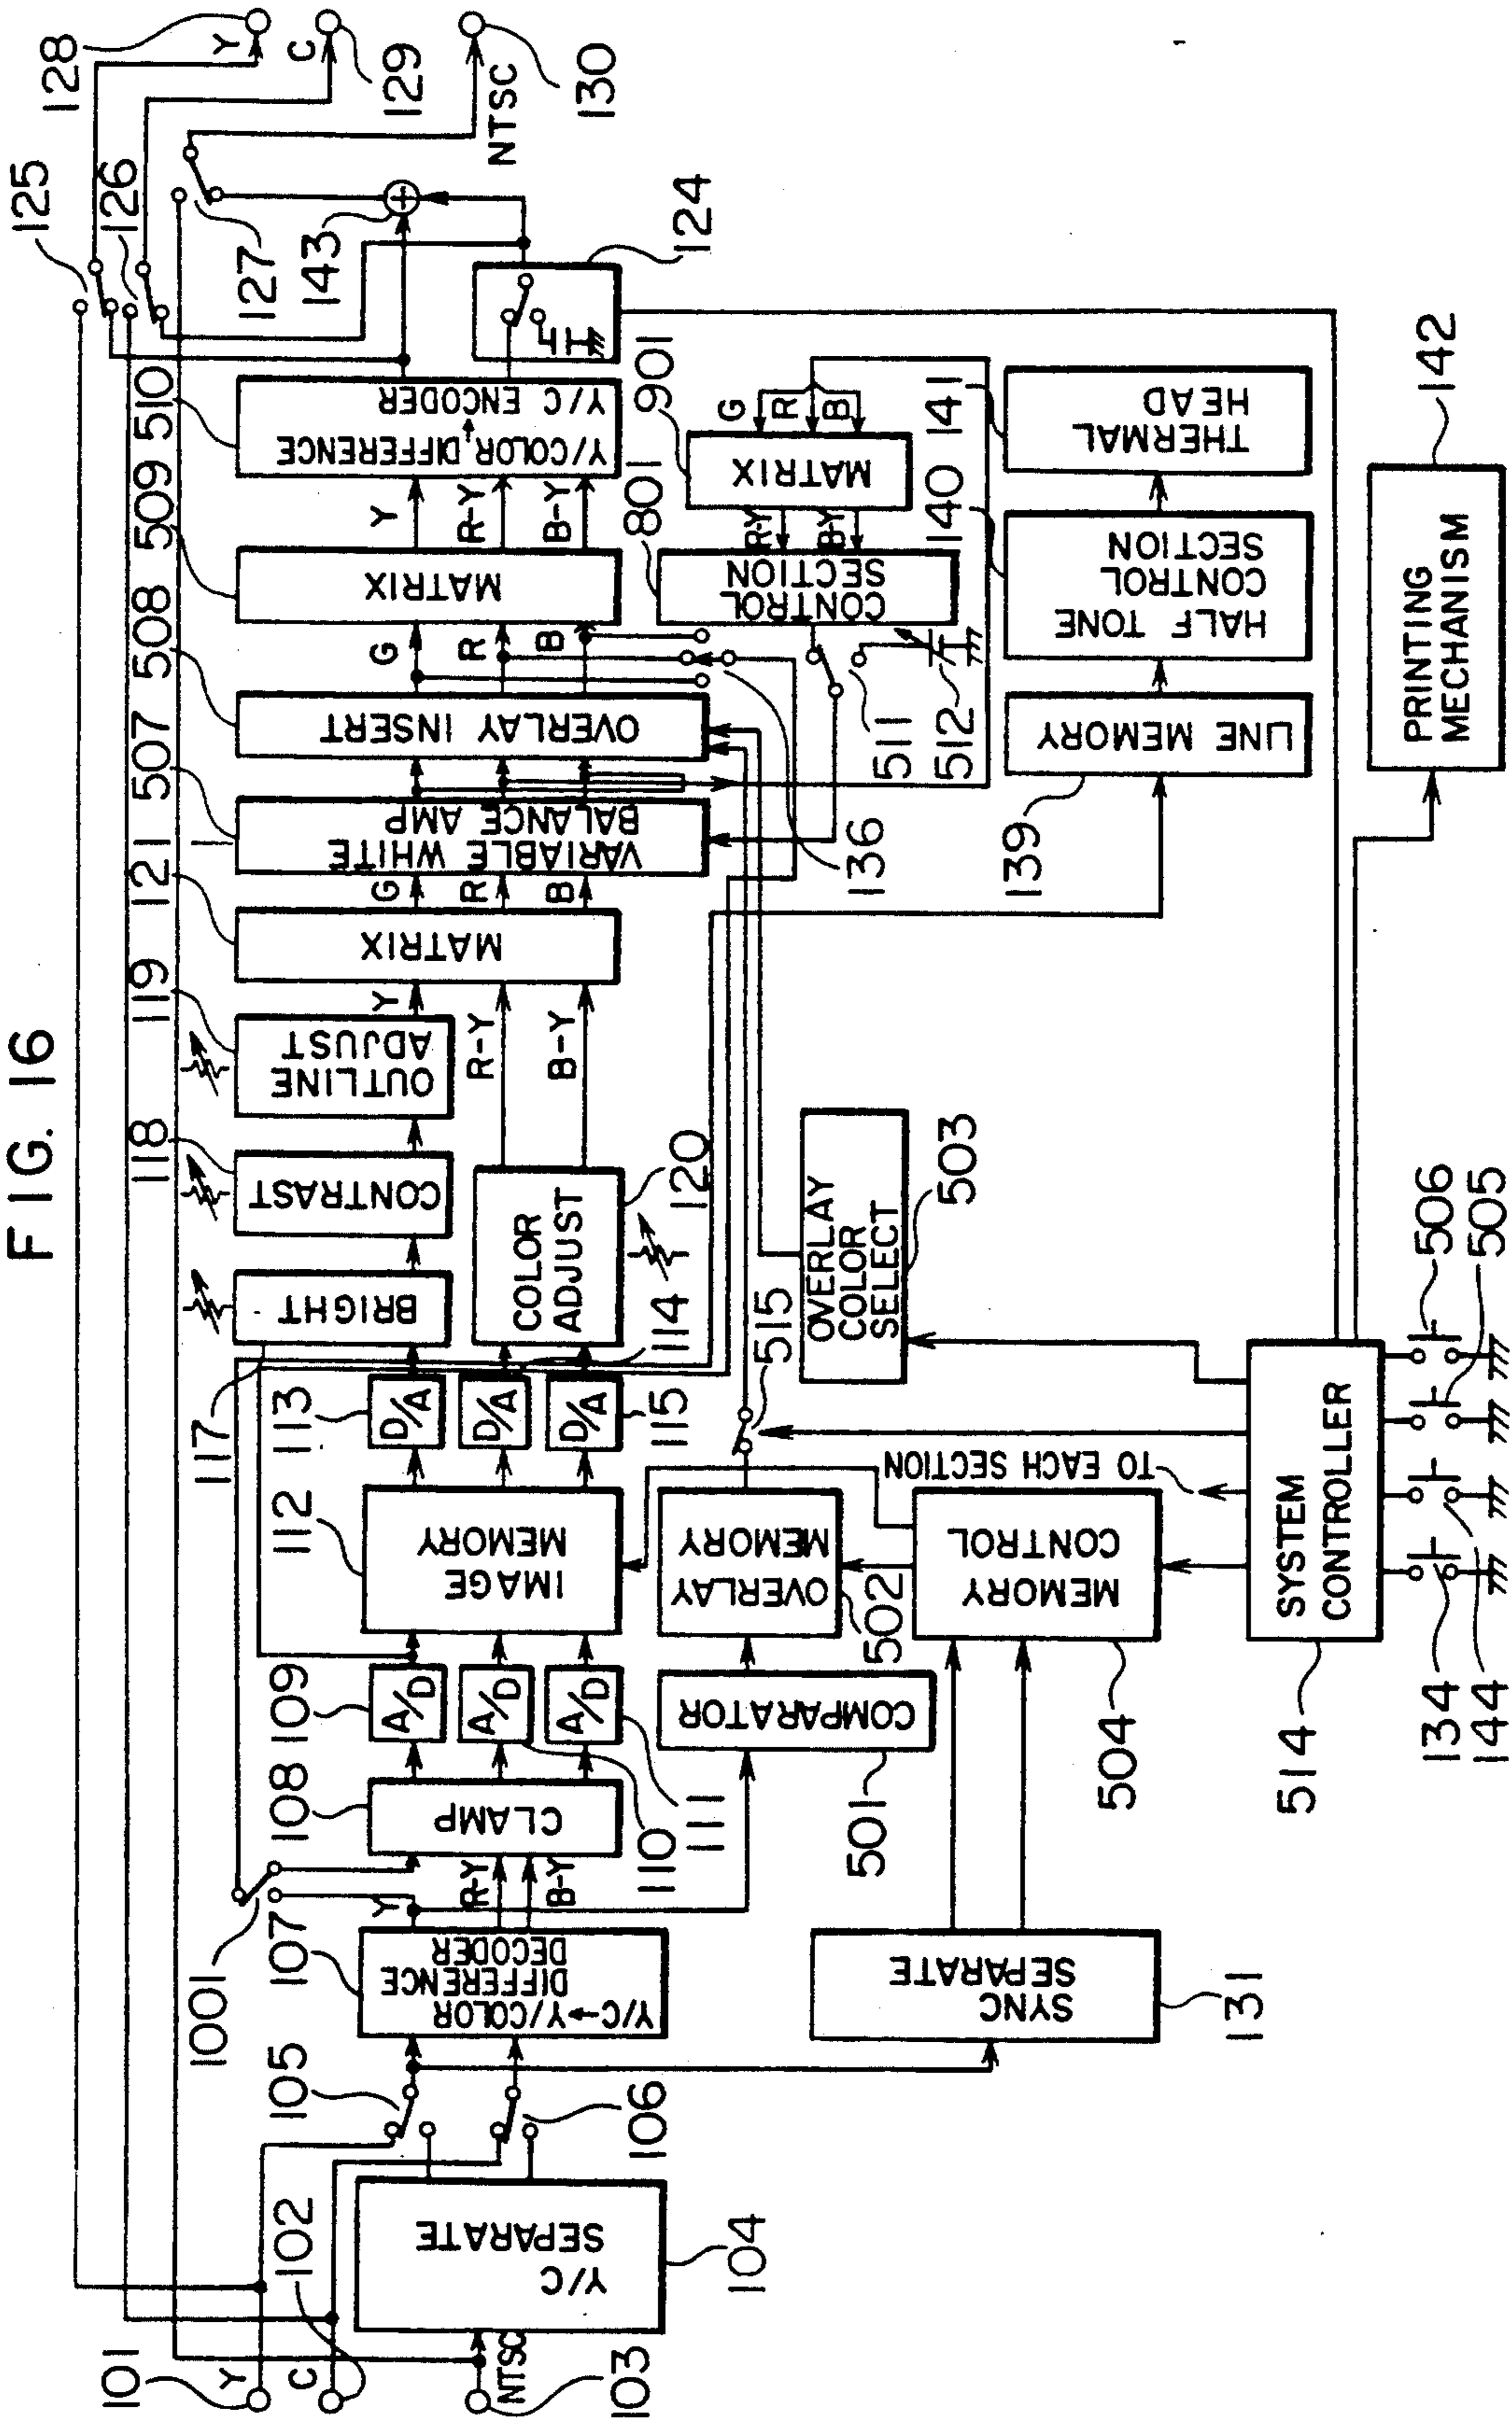 FIG. 16
101
Y
102
C
103
NTSC
104
Y/C
SEPARATE
105
106
1001
107
Y/C→Y/COLOR
DIFFERENCE
DECODER
Y
R-Y
B-Y
131
SYNC
SEPARATE
108
CLAMP
109
A/D
110
A/D
111
A/D
501
COMPARATOR
112
IMAGE
MEMORY
502
OVERLAY
MEMORY
504
MEMORY
CONTROL
514
SYSTEM
CONTROLLER
TO EACH SECTION
134
144
505
506
113
D/A
114
D/A
115
D/A
515
503
OVERLAY
COLOR
SELECT
117
BRIGHT
118
CONTRAST
119
OUTLINE
ADJUST
120
COLOR
ADJUST
Y
R-Y
B-Y
121
MATRIX
G
R
B
507
VARIABLE WHITE
BALANCE AMP
508
OVERLAY INSERT
G
R
B
136
509
MATRIX
Y
R-Y
B-Y
510
Y/COLOR DIFFERENCE
→
Y/C ENCODER
511
512
801
CONTROL
SECTION
R-Y
B-Y
901
MATRIX
G
R
B
139
LINE MEMORY
140
HALF TONE
CONTROL
SECTION
141
THERMAL
HEAD
142
PRINTING
MECHANISM
124
143
125
126
127
128
Y
129
C
130
NTSC